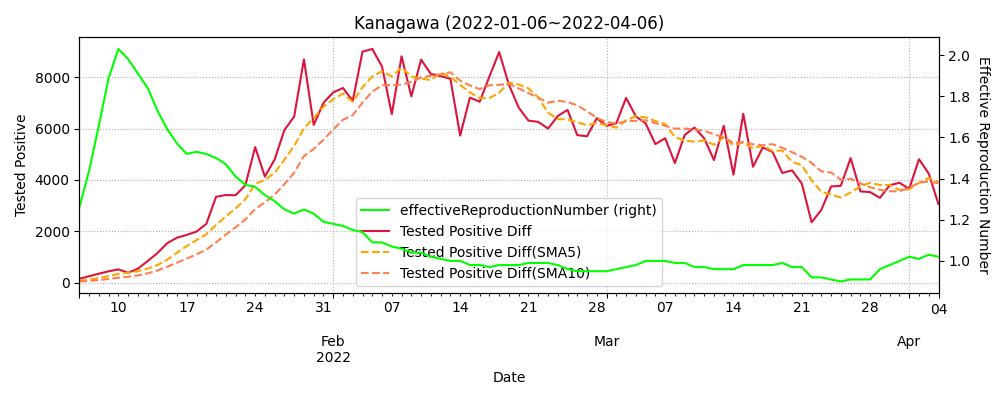 Kanagawa (2022-01-06~2022-04-06)
Tested Positive
8000
6000
4000
2000
0
2.0
1.8
1.6
1.4
1.2
1.0
Effective Reproduction Number
effectiveReproductionNumber (right)
Tested Positive Diff
Tested Positive Diff(SMA5)
Tested Positive Diff(SMA10)
10 17 24 31 07 14 21 28 07 14 21 28 04
Feb Mar Apr
2022
Date